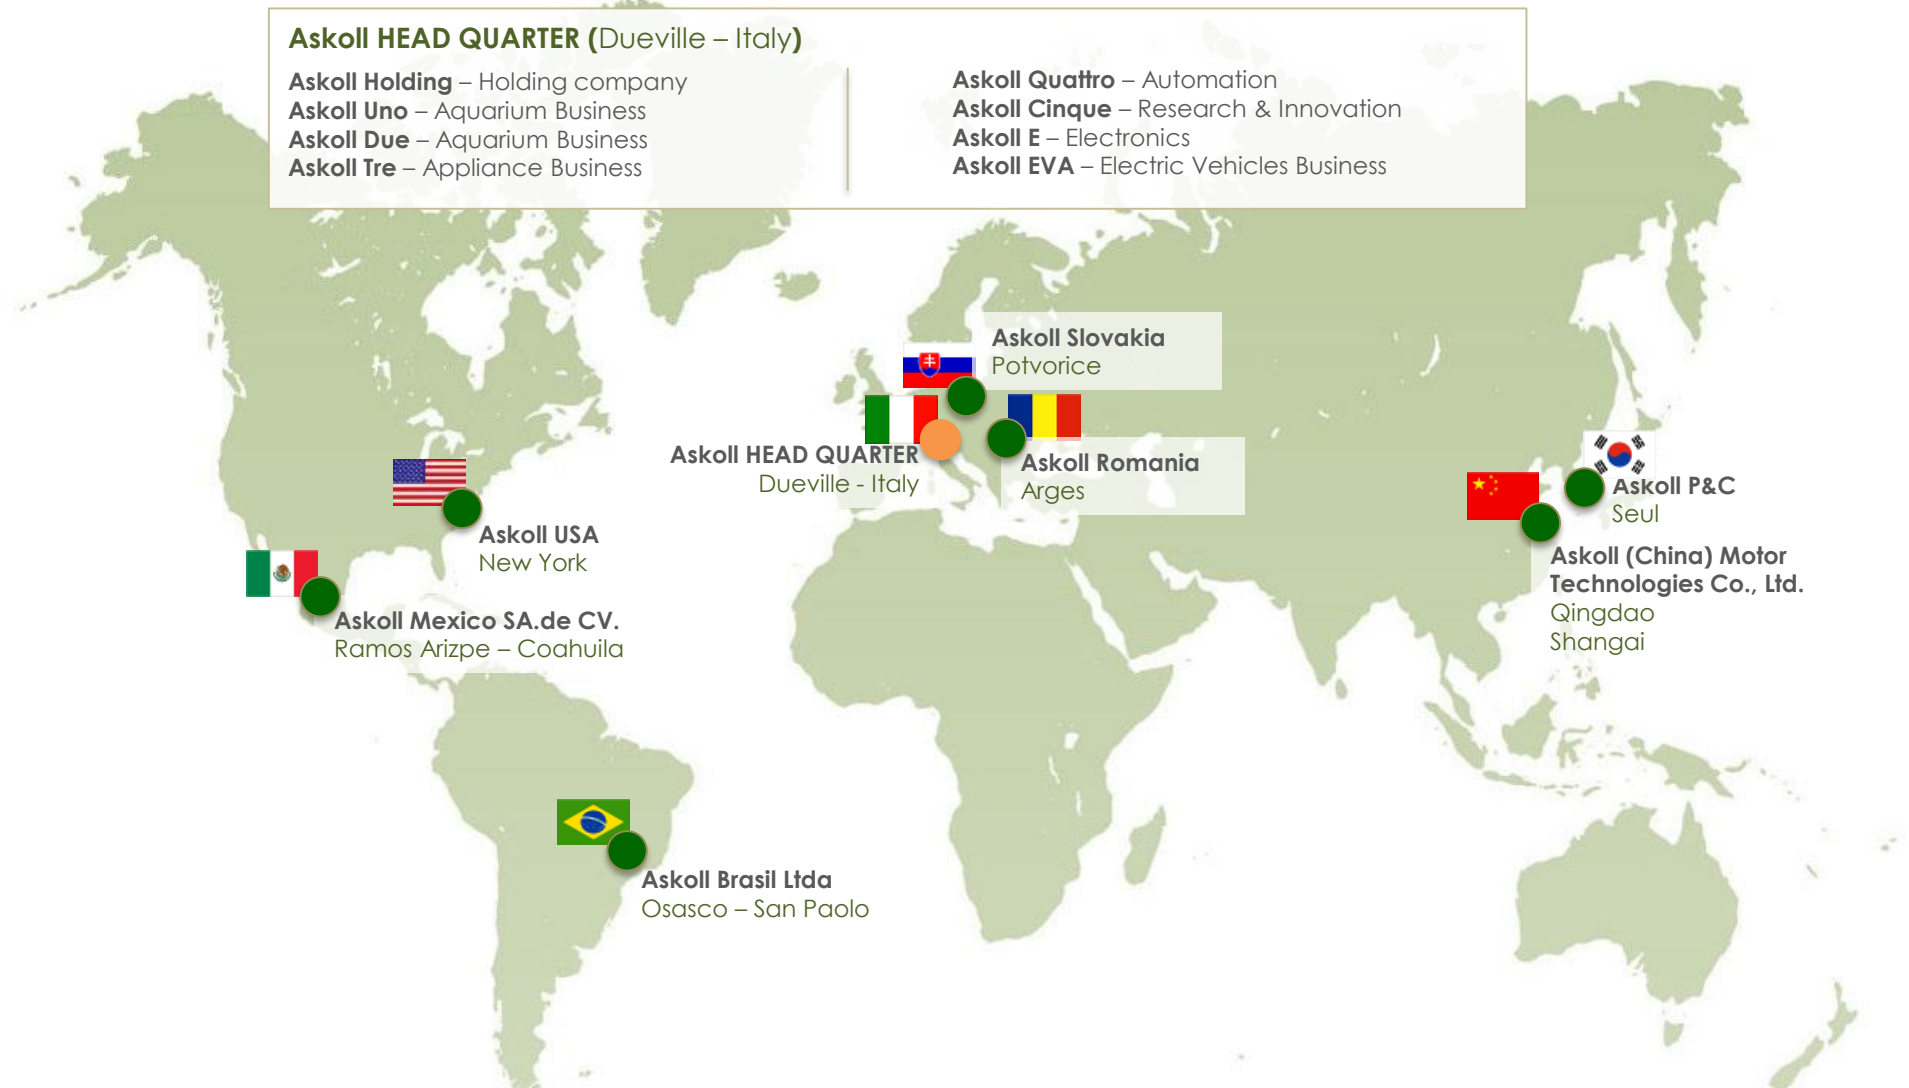 Askoll HEAD QUARTER (Dueville – Italy)
Askoll Holding – Holding company
Askoll Uno – Aquarium Business
Askoll Due – Aquarium Business
Askoll Tre – Appliance Business
Askoll Quattro – Automation
Askoll Cinque – Research & Innovation
Askoll E – Electronics
Askoll EVA – Electric Vehicles Business
Askoll Slovakia
Potvorice
Askoll HEAD QUARTER
Dueville - Italy
Askoll Romania
Arges
Askoll USA
New York
Askoll Mexico SA.de CV.
Ramos Arizpe – Coahuila
Askoll P&C
Seul
Askoll (China) Motor
Technologies Co., Ltd.
Qingdao
Shangai
Askoll Brasil Ltda
Osasco – San Paolo